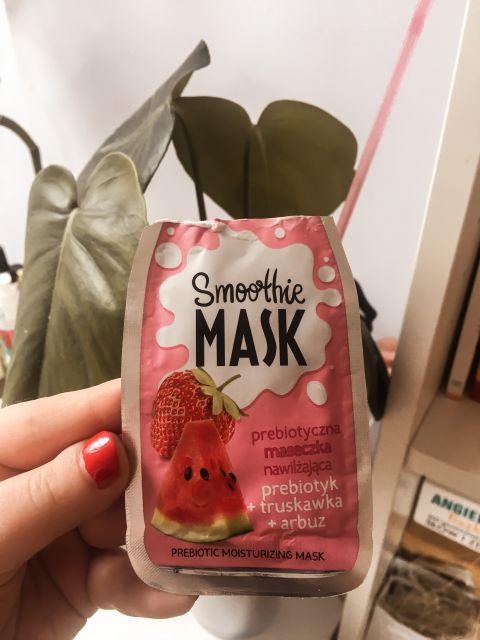 Smoothie
MASK
prebiotyczna
maseczka
nawilżająca
prebiotyk
+ truskawka
+ arbuz
PREBIOTIC MOISTURIZING MASK